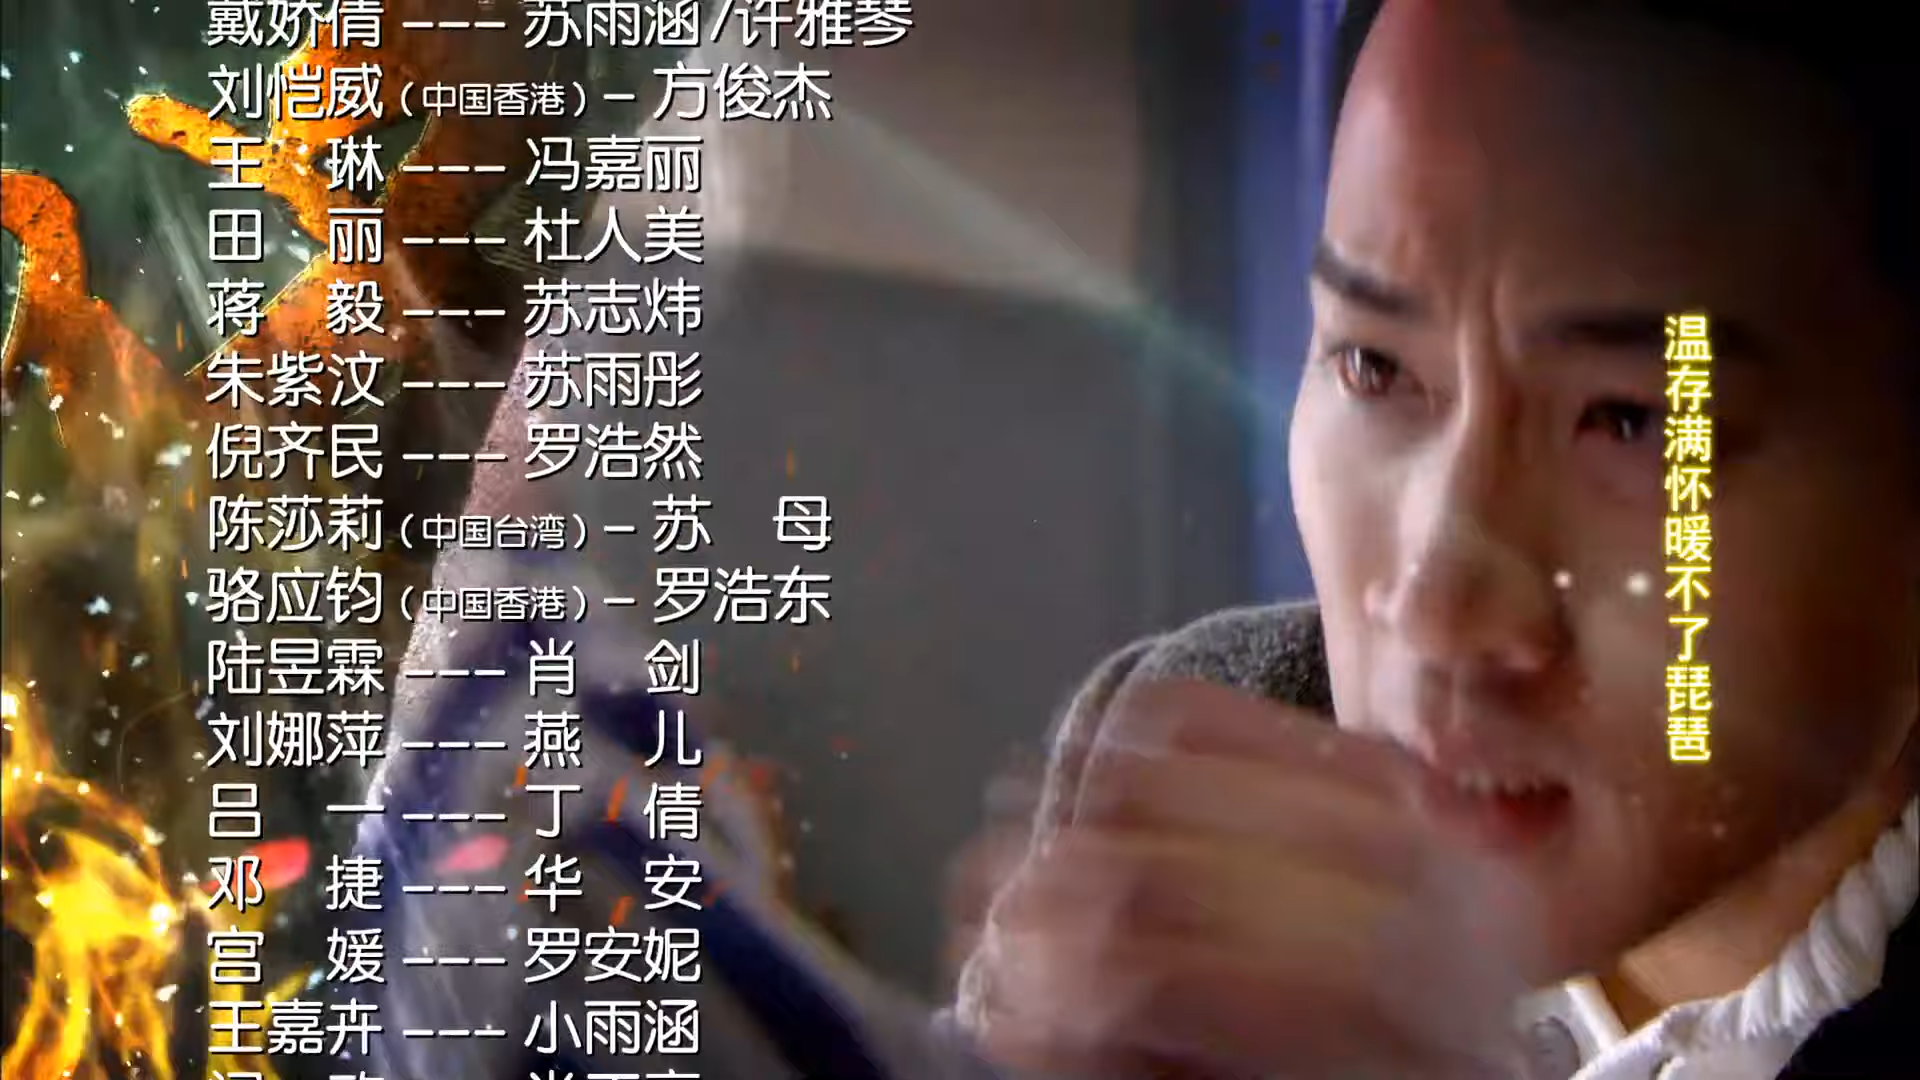 戴娇倩 --- 苏雨涵/许雅琴
刘恺威（中国香港）- 方俊杰
王　琳 --- 冯嘉丽
田　丽 --- 杜人美
蒋　毅 --- 苏志炜
朱紫汶 --- 苏雨彤
倪齐民 --- 罗浩然
陈莎莉（中国台湾）- 苏　母
骆应钧（中国香港）- 罗浩东
陆昱霖 --- 肖　剑
刘娜萍 --- 燕　儿
吕　一 --- 丁　倩
邓　捷 --- 华　安
宫　媛 --- 罗安妮
王嘉卉 --- 小雨涵
温存满怀暖不了琵琶